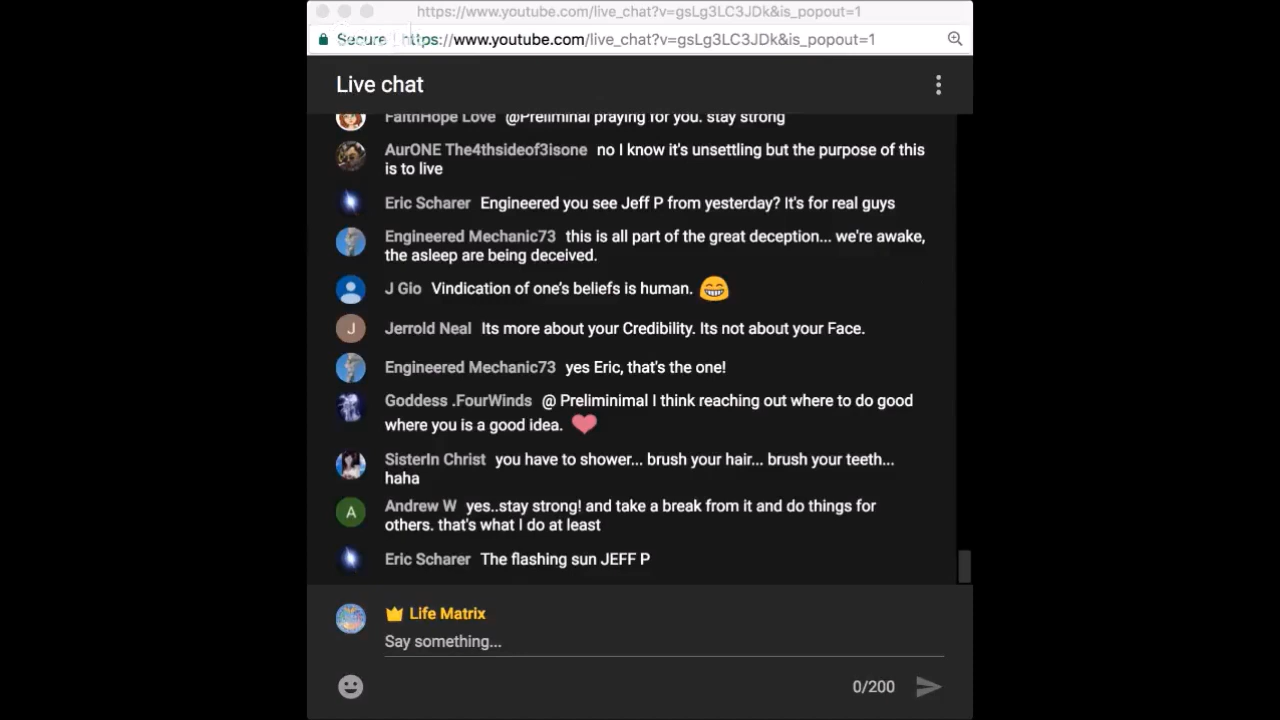 https://www.youtube.com/live_chat?v=gsLg3LC3JDk&is_popout=1
Secure https://www.youtube.com/live_chat?v=gsLg3LC3JDk&is_popout=1
Live chat
FaithHope Love @Preliminal praying for you. stay strong
AurONE The4thsideof3isone no I know it's unsettling but the purpose of this
is to live
Eric Scharer Engineered you see Jeff P from yesterday? It's for real guys
Engineered Mechanic73 this is all part of the great deception... we're awake,
the asleep are being deceived.
J Gio Vindication of one's beliefs is human.
J
Jerrold Neal Its more about your Credibility. Its not about your Face.
Engineered Mechanic73 yes Eric, that's the one!
Goddess .FourWinds @ Preliminimal I think reaching out where to do good
where you is a good idea.
SisterIn Christ you have to shower... brush your hair... brush your teeth...
haha
A
Andrew W yes..stay strong! and take a break from it and do things for
others. that's what I do at least
Eric Scharer The flashing sun JEFF P
Life Matrix
Say something...
0/200